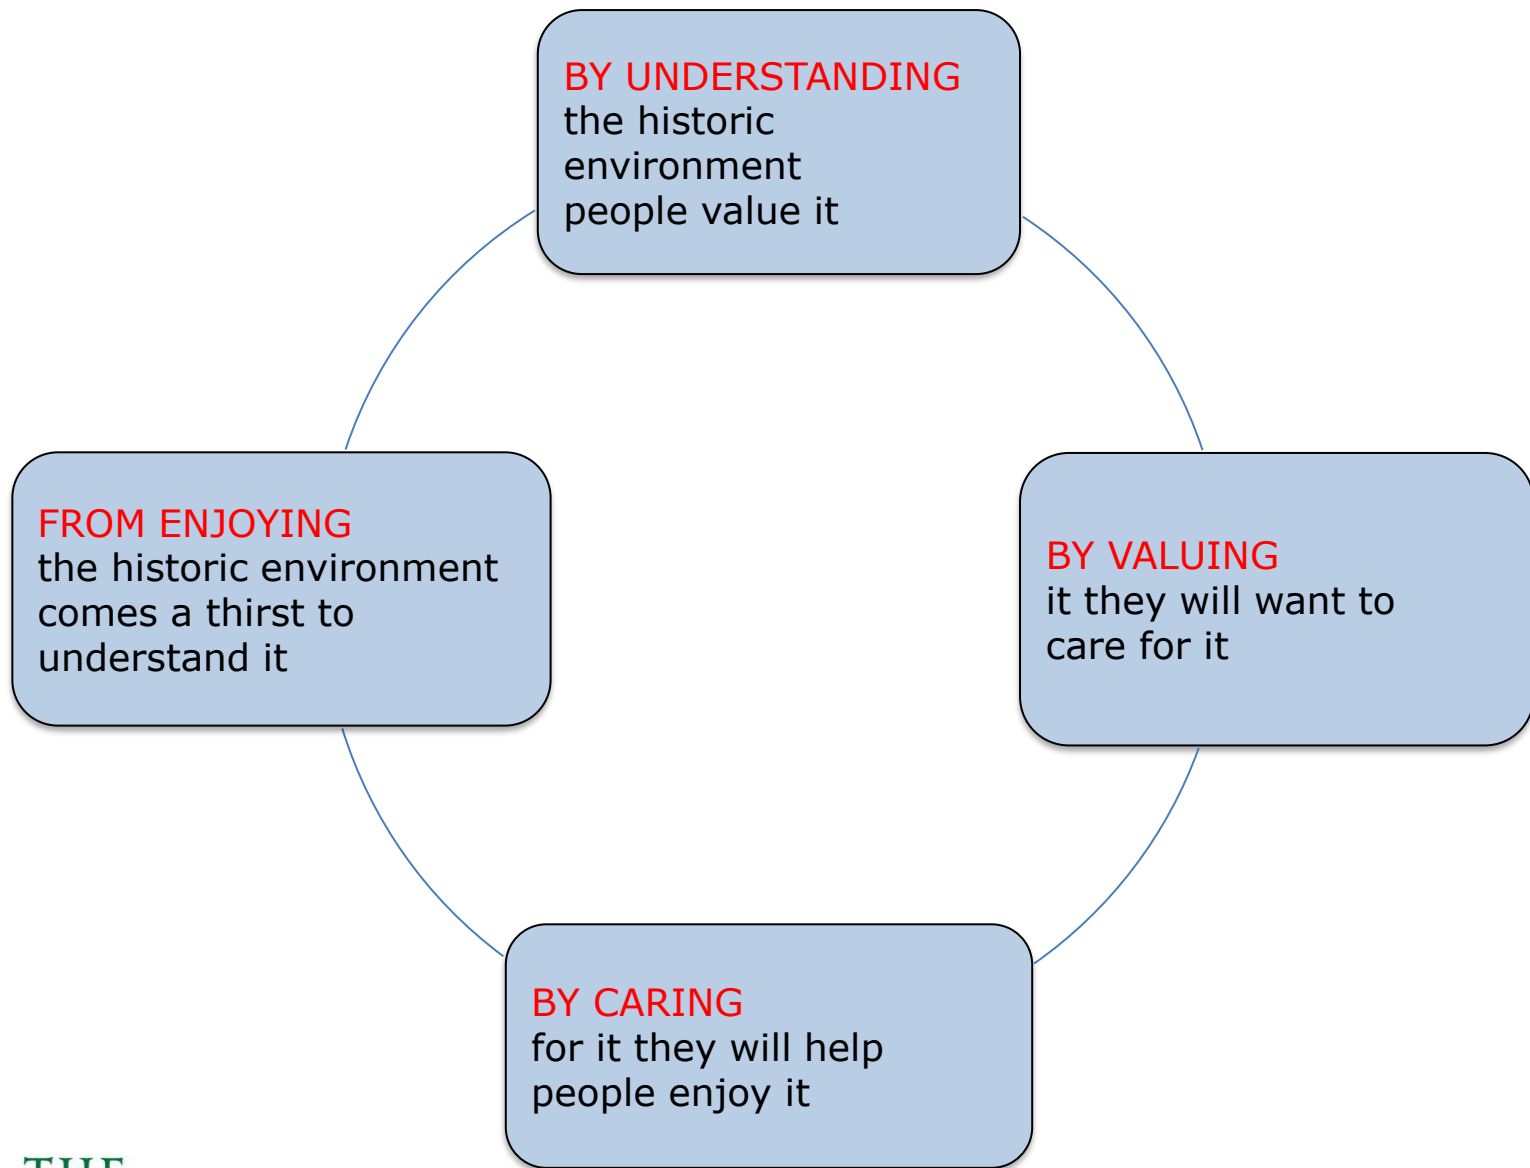 BY UNDERSTANDING
the historic
environment
people value it
BY VALUING
it they will want to
care for it
BY CARING
for it they will help
people enjoy it
FROM ENJOYING
the historic environment
comes a thirst to
understand it
THE